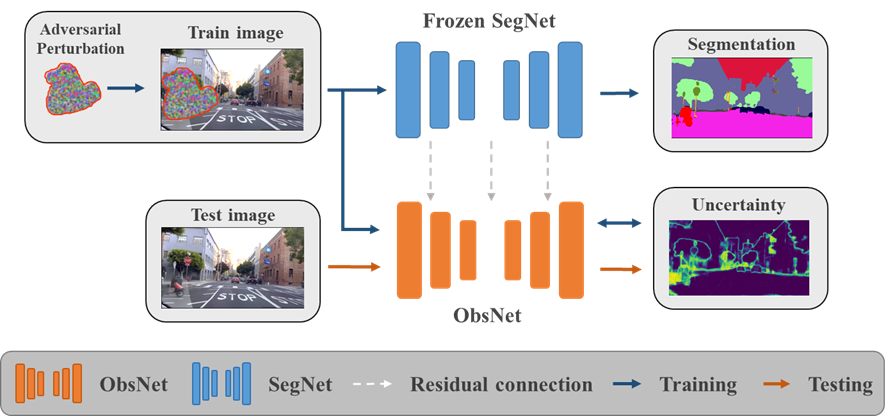 Adversarial
Perturbation
Train image
STOP
Frozen SegNet
Segmentation
Test image
STOP
ObsNet
Uncertainty
ObsNet
SegNet
Residual connection
Training
Testing